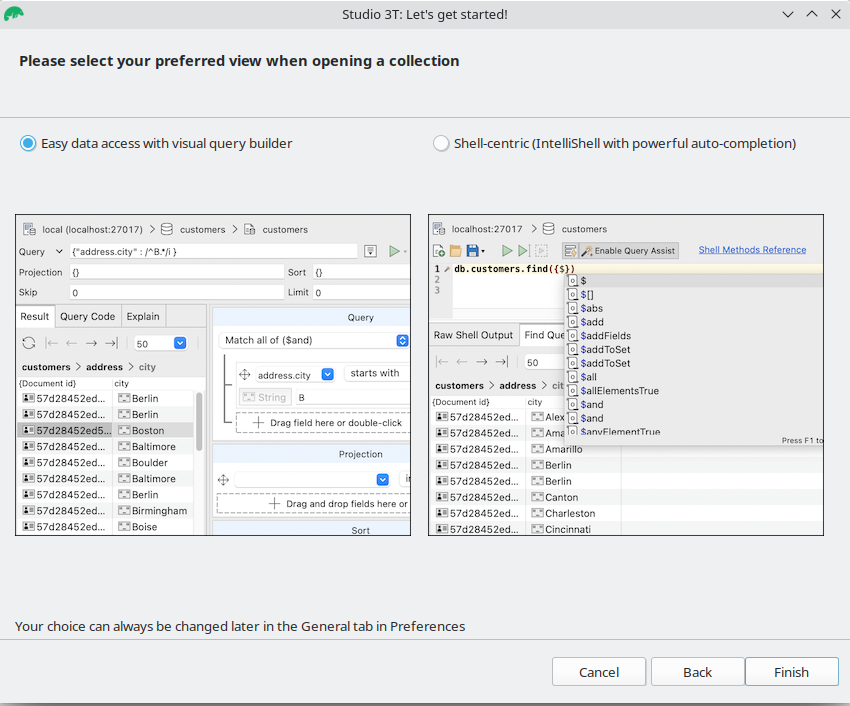 Studio 3T: Let's get started!
Please select your preferred view when opening a collection
Easy data access with visual query builder
Shell-centric (IntelliShell with powerful auto-completion)
local (localhost:27017) > customers > customers
Query {"address.city" : /^B.*/i }
Projection {} Sort {}
Skip 0 Limit 0
Result Query Code Explain
50
customers > address > city
{Document id} city
57d28452ed... Berlin
57d28452ed... Berlin
57d28452ed5... Boston
57d28452ed... Baltimore
57d28452ed... Boulder
57d28452ed... Baltimore
57d28452ed... Berlin
57d28452ed... Birmingham
57d28452ed... Boise
Query
Match all of ($and)
address.city starts with
String B
Drag field here or double-click
Projection
Drag and drop fields here or
Sort
localhost:27017 > customers
Enable Query Assist Shell Methods Reference
1 db.customers.find({$})
2
3
$
$[]
$abs
$add
$addFields
$addToSet
$addToSet
$all
$allElementsTrue
$and
$and
$anyElementTrue
Press F1 to
Raw Shell Output Find Que
50
customers > address > cit
{Document id} city
57d28452ed... Alex
57d28452ed... Ama
57d28452ed... Amarillo
57d28452ed... Berlin
57d28452ed... Berlin
57d28452ed... Canton
57d28452ed... Charleston
57d28452ed... Cincinnati
Your choice can always be changed later in the General tab in Preferences
Cancel Back Finish